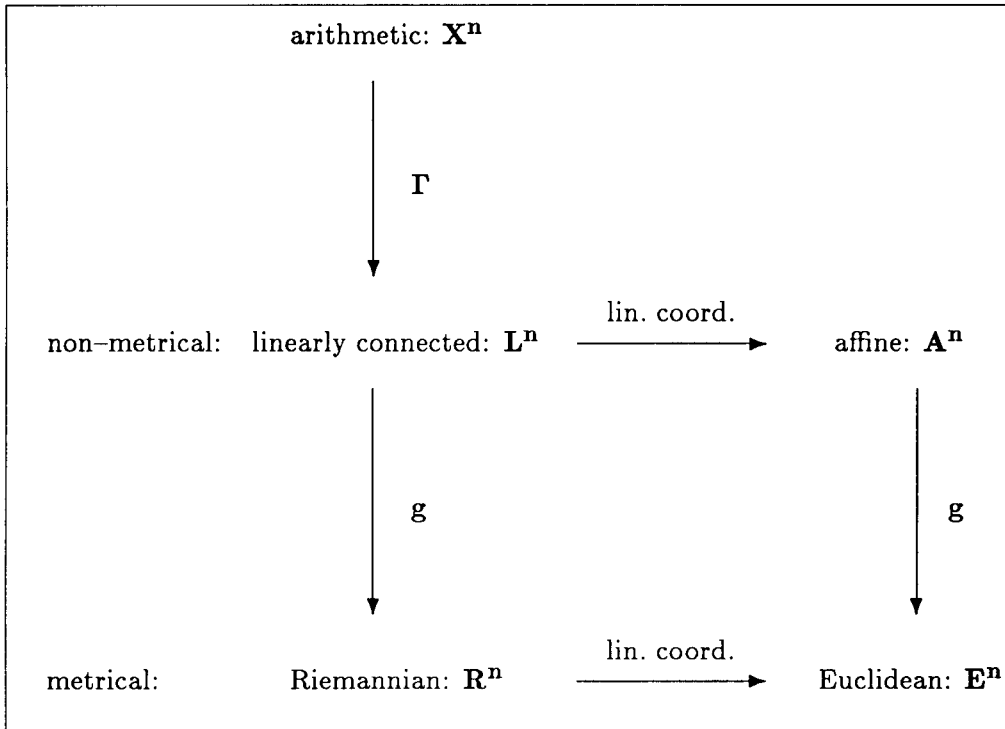 arithmetic: Xⁿ
Γ
lin. coord.
non–metrical: linearly connected: Lⁿ affine: Aⁿ
g g
lin. coord.
metrical: Riemannian: Rⁿ Euclidean: Eⁿ